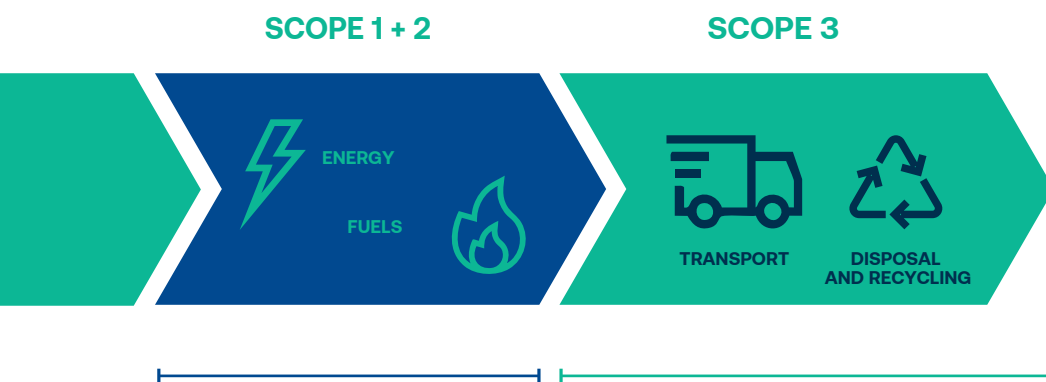 SCOPE 1 + 2
SCOPE 3
ENERGY
FUELS
TRANSPORT
DISPOSAL
AND RECYCLING